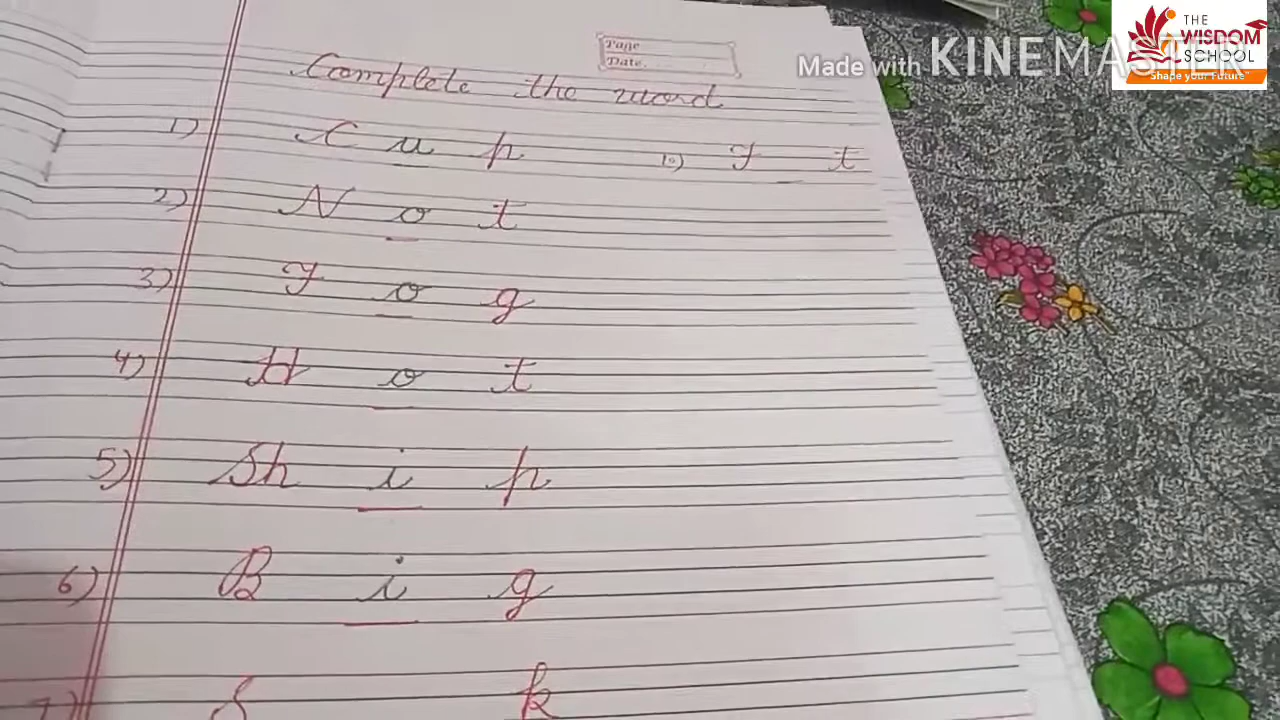 Page
Date
THE
WISDOM
SCHOOL
"Shape your Future"
Made with KINEMASTER
Complete the word
1) C u p
10) F _ t
2) N o t
3) F o g
4) H o t
5) Sh i p
6) B i g
7) S k